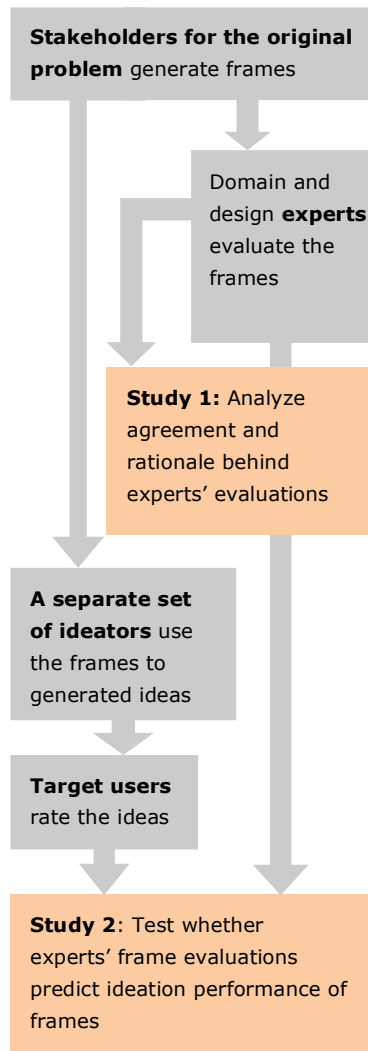 Stakeholders for the original
problem generate frames
Domain and
design experts
evaluate the
frames
Study 1: Analyze
agreement and
rationale behind
experts’ evaluations
A separate set
of ideators use
the frames to
generated ideas
Target users
rate the ideas
Study 2: Test whether
experts’ frame evaluations
predict ideation performance of
frames